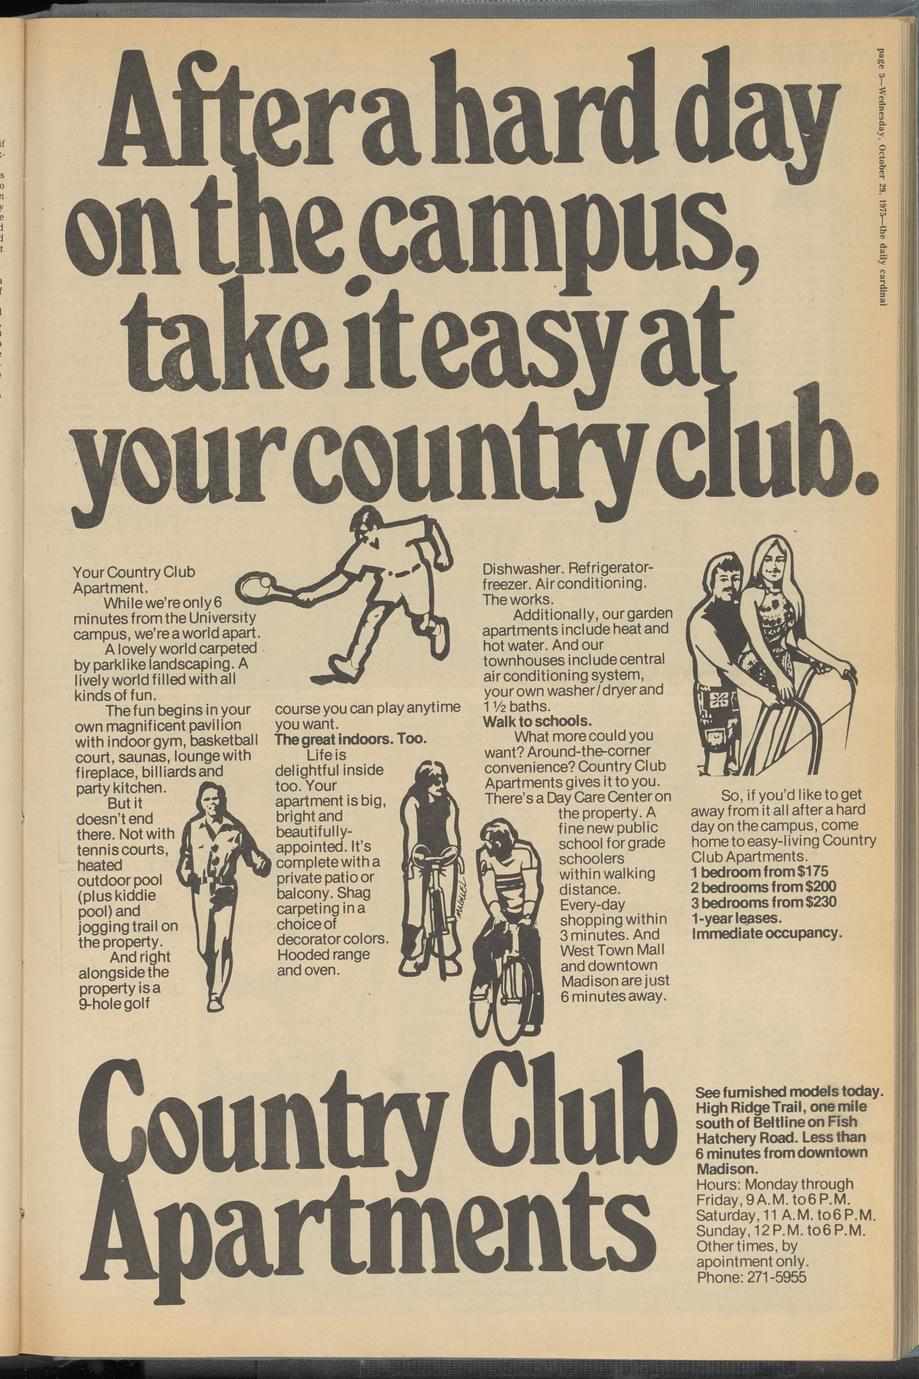 page 3—Wednesday, October 29, 1975—the daily cardinal
After a hard day
on the campus,
take it easy at
your country club.
Your Country Club
Apartment.
While we're only 6
minutes from the University
campus, we're a world apart.
A lovely world carpeted
by parklike landscaping. A
lively world filled with all
kinds of fun.
The fun begins in your
own magnificent pavilion
with indoor gym, basketball
court, saunas, lounge with
fireplace, billiards and
party kitchen.
But it
doesn't end
there. Not with
tennis courts,
heated
outdoor pool
(plus kiddie
pool) and
jogging trail on
the property.
And right
alongside the
property is a
9-hole golf
course you can play anytime
you want.
The great indoors. Too.
Life is
delightful inside
too. Your
apartment is big,
bright and
beautifully-
appointed. It's
complete with a
private patio or
balcony. Shag
carpeting in a
choice of
decorator colors.
Hooded range
and oven.
Dishwasher. Refrigerator-
freezer. Air conditioning.
The works.
Additionally, our garden
apartments include heat and
hot water. And our
townhouses include central
air conditioning system,
your own washer/dryer and
1½ baths.
Walk to schools.
What more could you
want? Around-the-corner
convenience? Country Club
Apartments gives it to you.
There's a Day Care Center on
the property. A
fine new public
school for grade
schoolers
within walking
distance.
Every-day
shopping within
3 minutes. And
West Town Mall
and downtown
Madison are just
6 minutes away.
So, if you'd like to get
away from it all after a hard
day on the campus, come
home to easy-living Country
Club Apartments.
1 bedroom from $175
2 bedrooms from $200
3 bedrooms from $230
1-year leases.
Immediate occupancy.
Country Club
Apartments
See furnished models today.
High Ridge Trail, one mile
south of Beltline on Fish
Hatchery Road. Less than
6 minutes from downtown
Madison.
Hours: Monday through
Friday, 9 A.M. to 6 P.M.
Saturday, 11 A.M. to 6 P.M.
Sunday, 12 P.M. to 6 P.M.
Other times, by
apointment only.
Phone: 271-5955